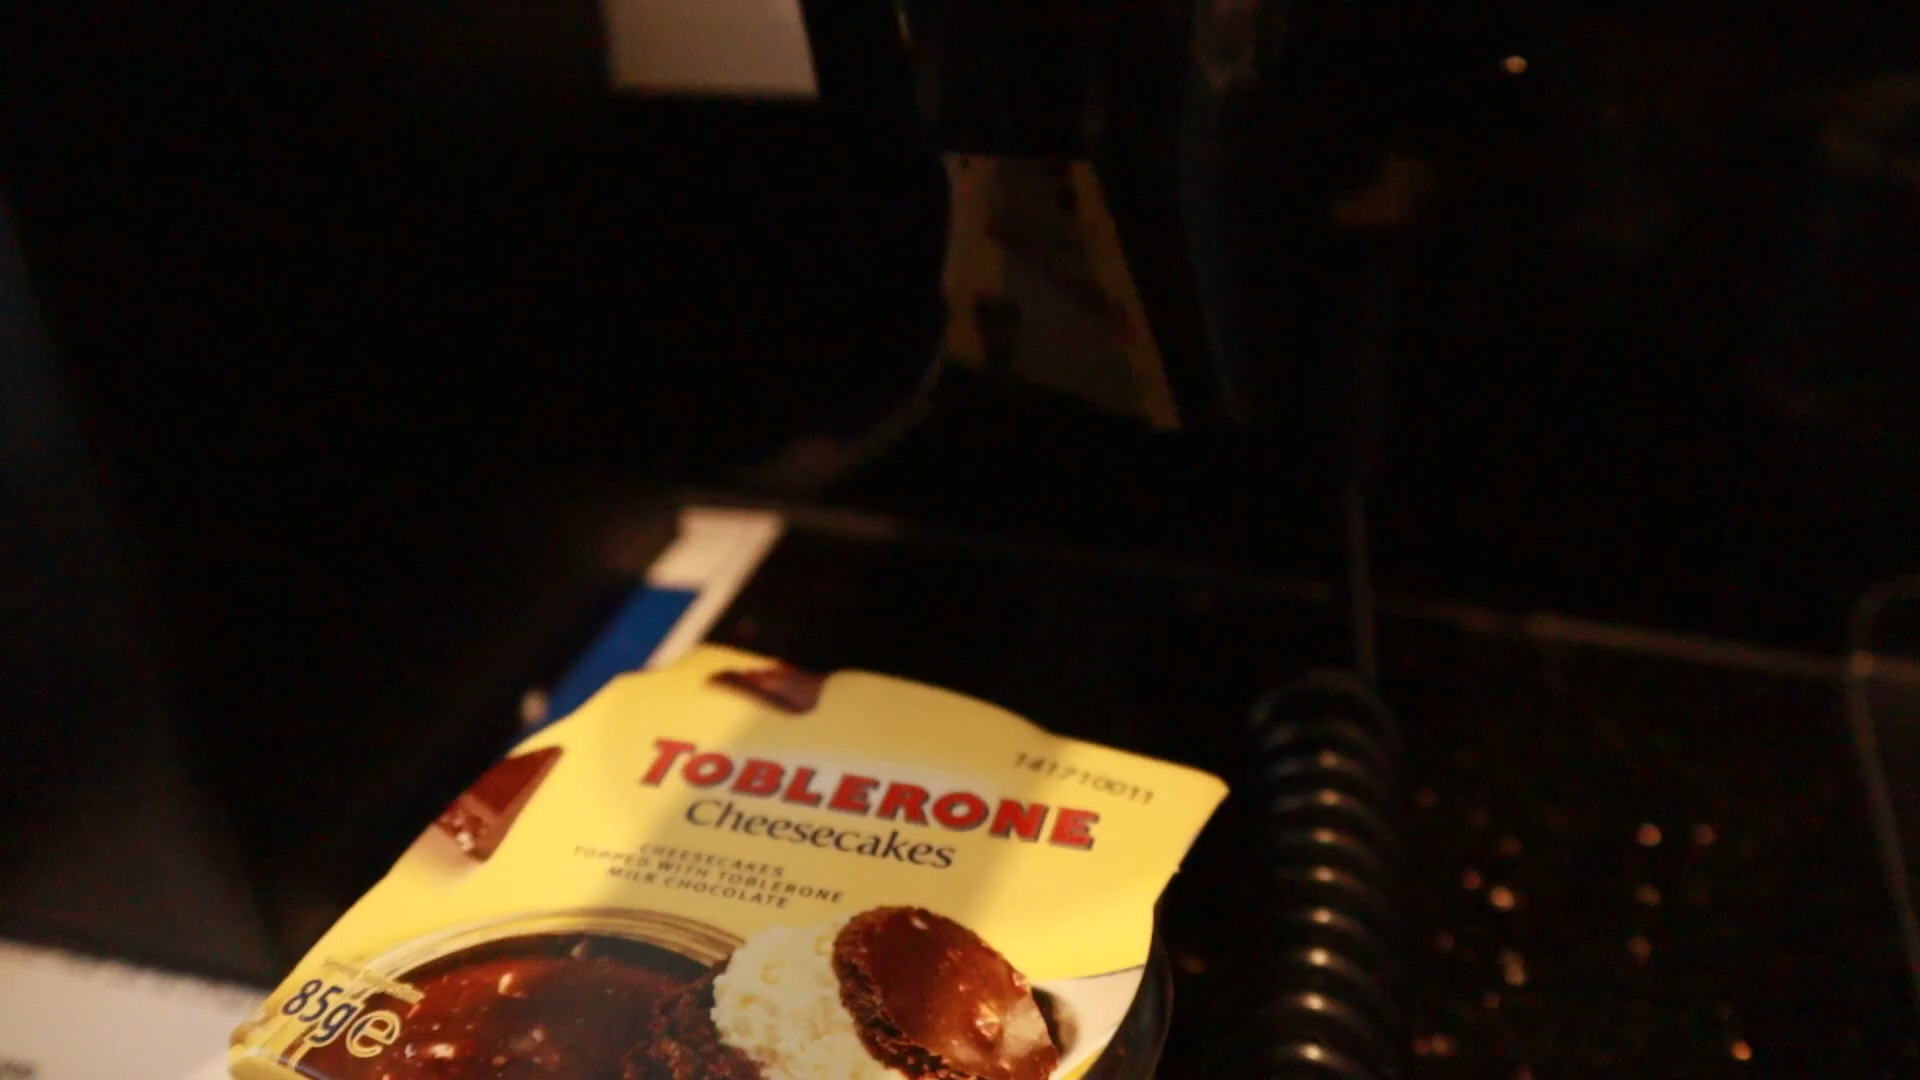 141710011
TOBLERONE
Cheesecakes
CHEESECAKES
TOPPED WITH TOBLERONE
MILK CHOCOLATE
85g℮